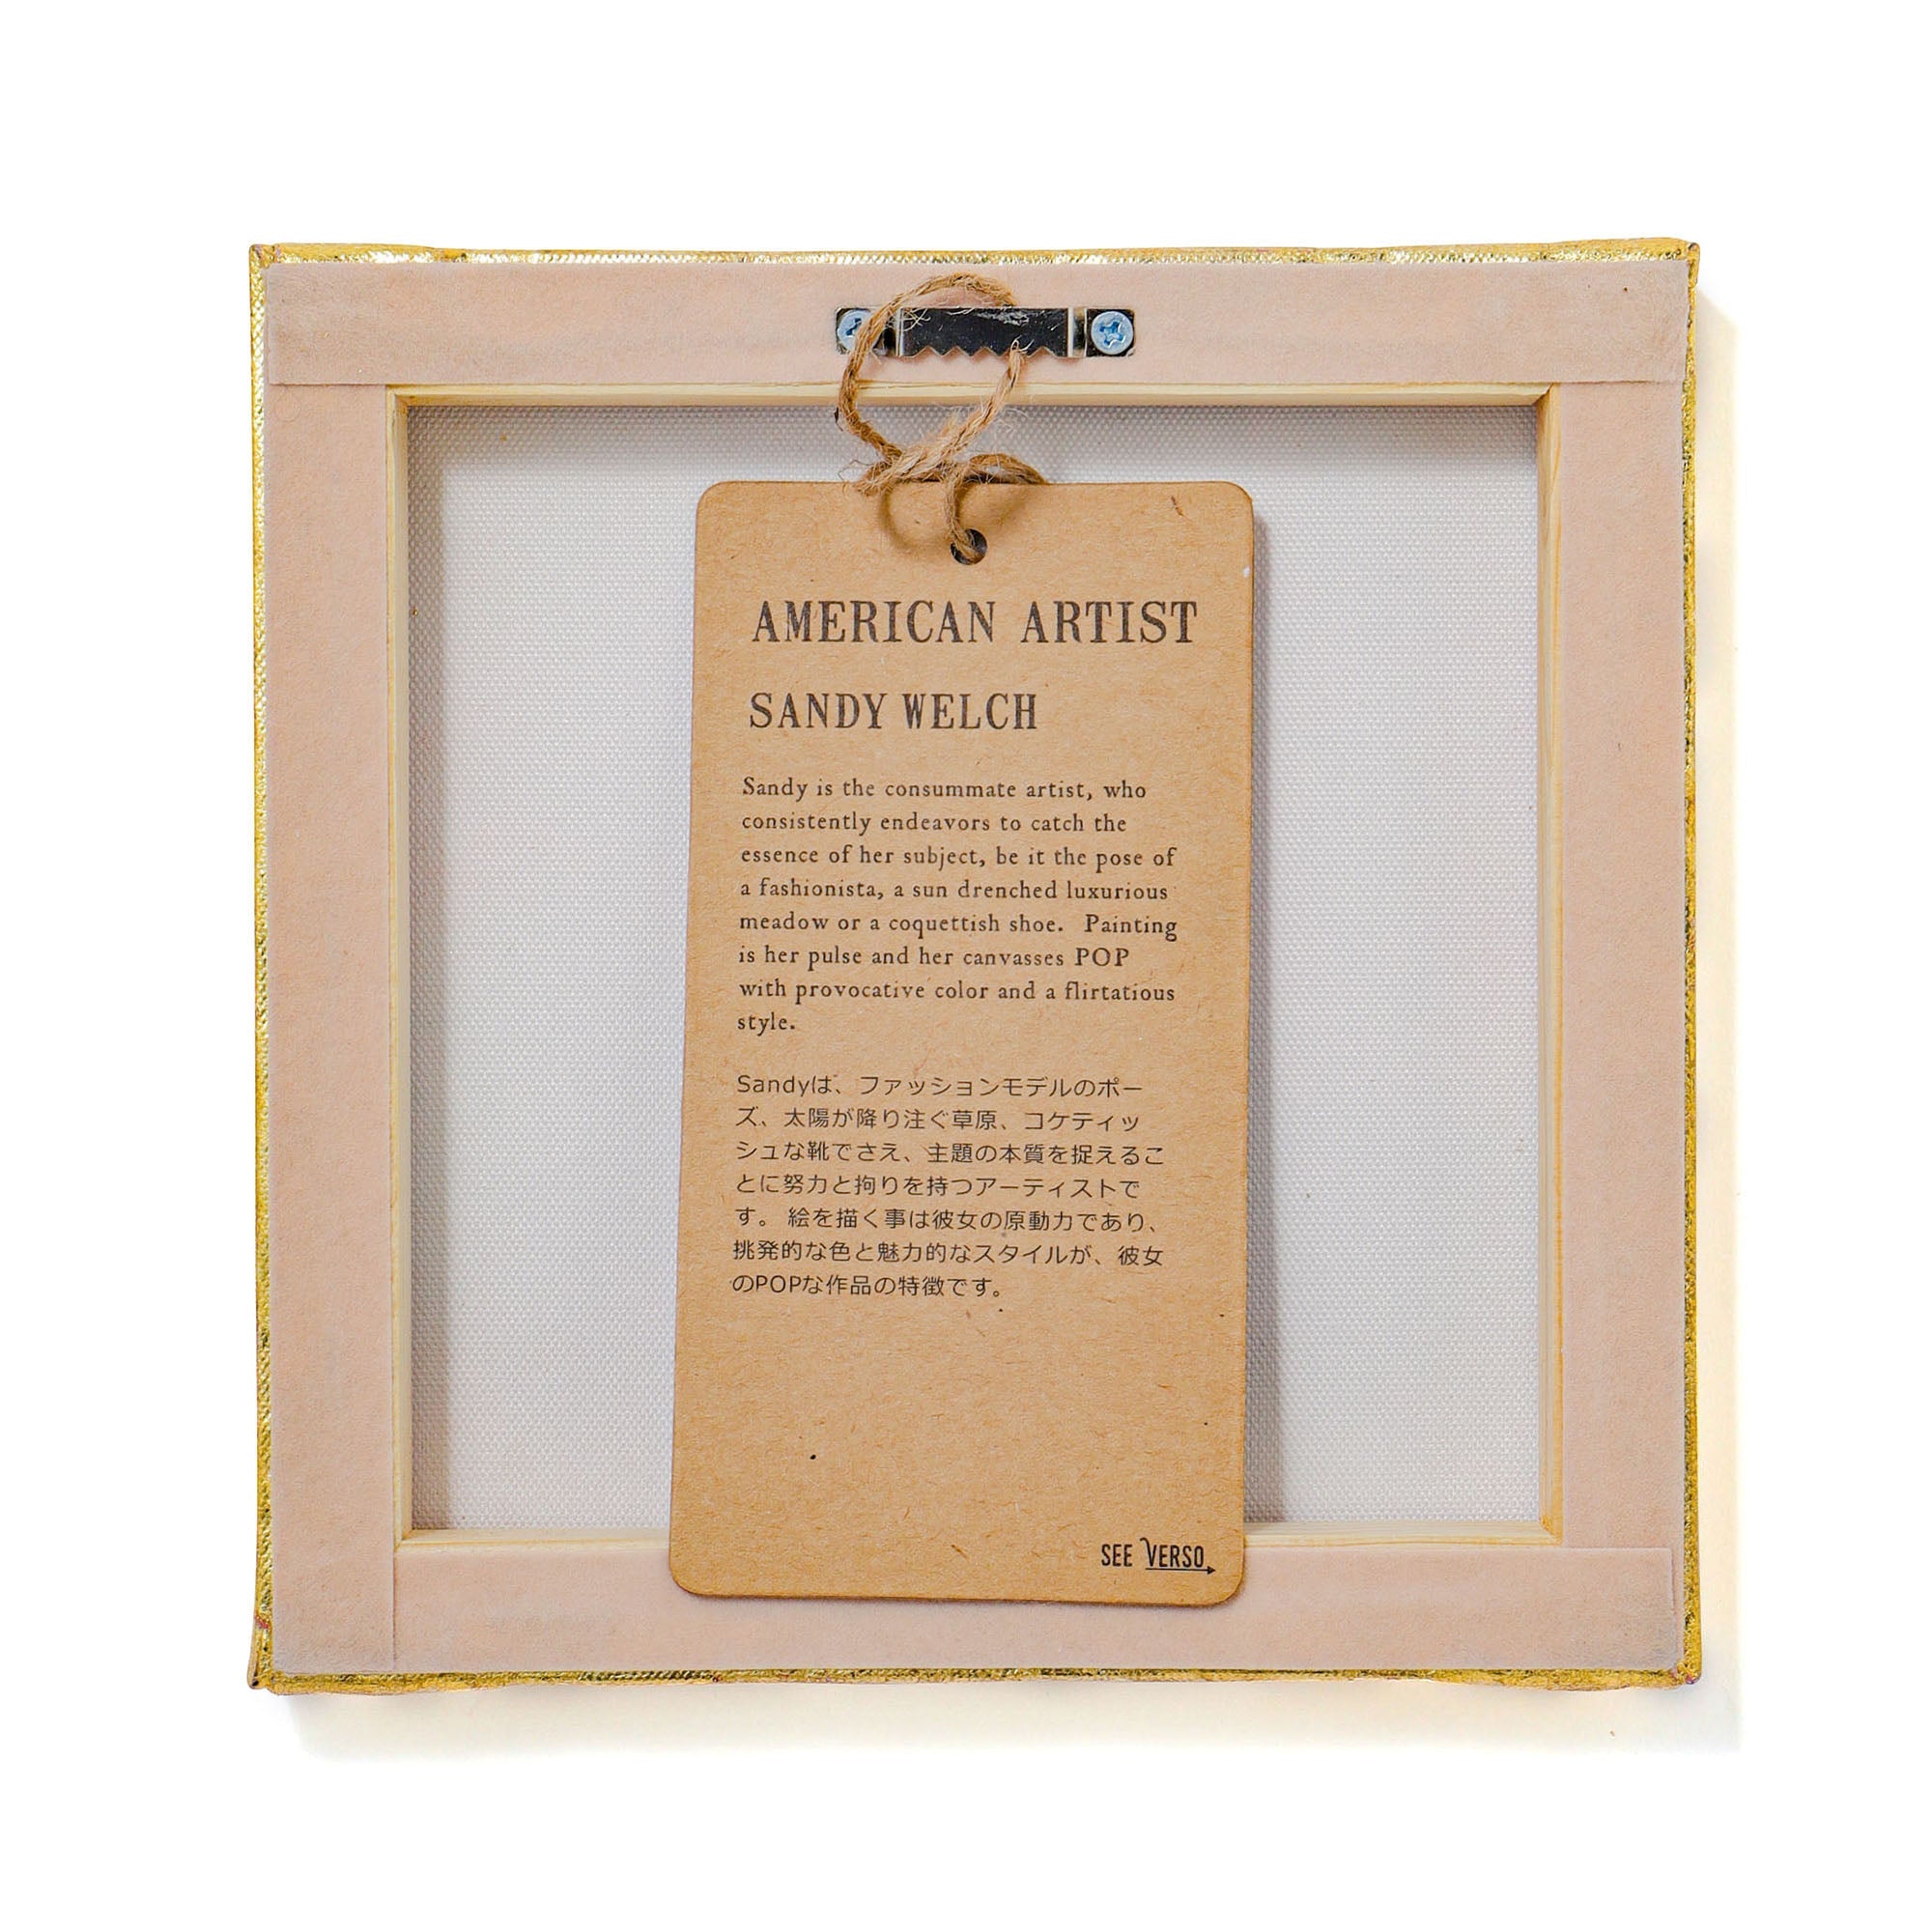 AMERICAN ARTIST
SANDY WELCH
Sandy is the consummate artist, who
consistently endeavors to catch the
essence of her subject, be it the pose of
a fashionista, a sun drenched luxurious
meadow or a coquettish shoe.  Painting
is her pulse and her canvasses POP
with provocative color and a flirtatious
style.
Sandyは、ファッションモデルのポー
ズ、太陽が降り注ぐ草原、コケティッ
シュな靴でさえ、主題の本質を捉えるこ
とに努力と拘りを持つアーティストで
す。 絵を描く事は彼女の原動力であり、
挑発的な色と魅力的なスタイルが、彼女
のPOPな作品の特徴です。
SEE VERSO